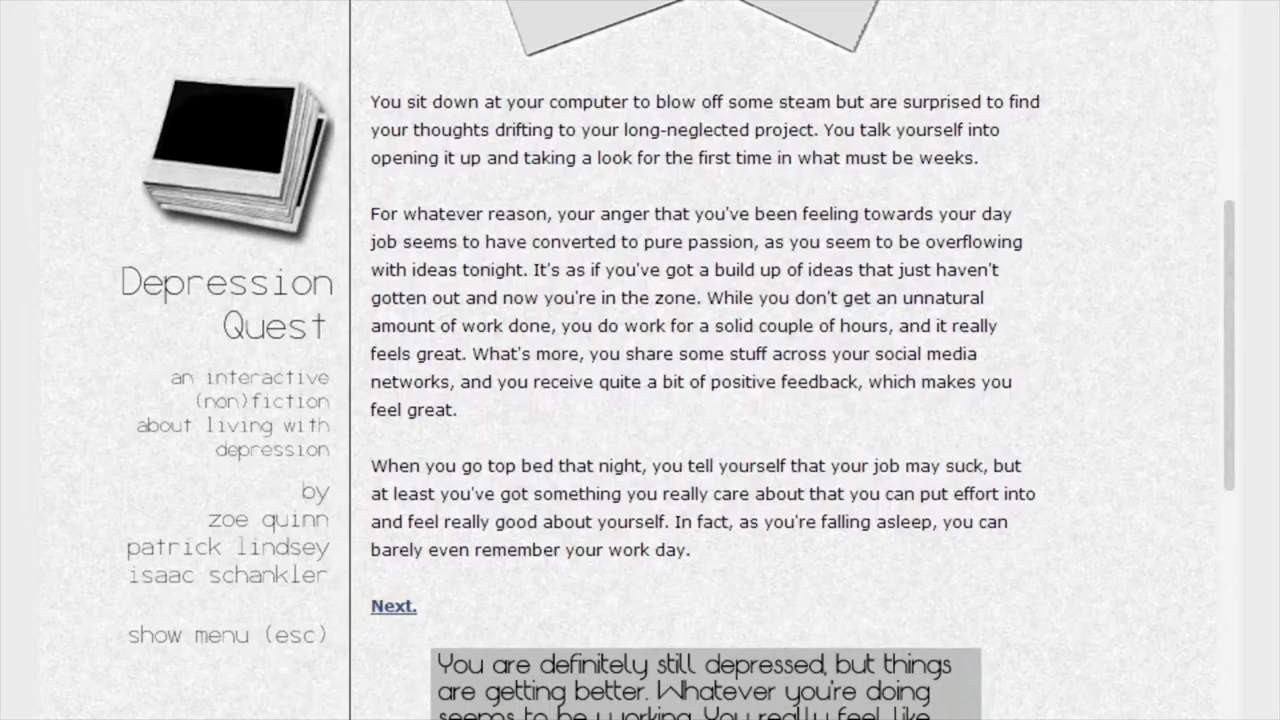 Depression
Quest
an interactive
(non)fiction
about living with
depression
by
zoe quinn
patrick lindsey
isaac schankler
show menu (esc)
You sit down at your computer to blow off some steam but are surprised to find
your thoughts drifting to your long-neglected project. You talk yourself into
opening it up and taking a look for the first time in what must be weeks.
For whatever reason, your anger that you've been feeling towards your day
job seems to have converted to pure passion, as you seem to be overflowing
with ideas tonight. It's as if you've got a build up of ideas that just haven't
gotten out and now you're in the zone. While you don't get an unnatural
amount of work done, you do work for a solid couple of hours, and it really
feels great. What's more, you share some stuff across your social media
networks, and you receive quite a bit of positive feedback, which makes you
feel great.
When you go top bed that night, you tell yourself that your job may suck, but
at least you've got something you really care about that you can put effort into
and feel really good about yourself. In fact, as you're falling asleep, you can
barely even remember your work day.
Next.
You are definitely still depressed, but things
are getting better. Whatever you're doing
seems to be working. You really feel like